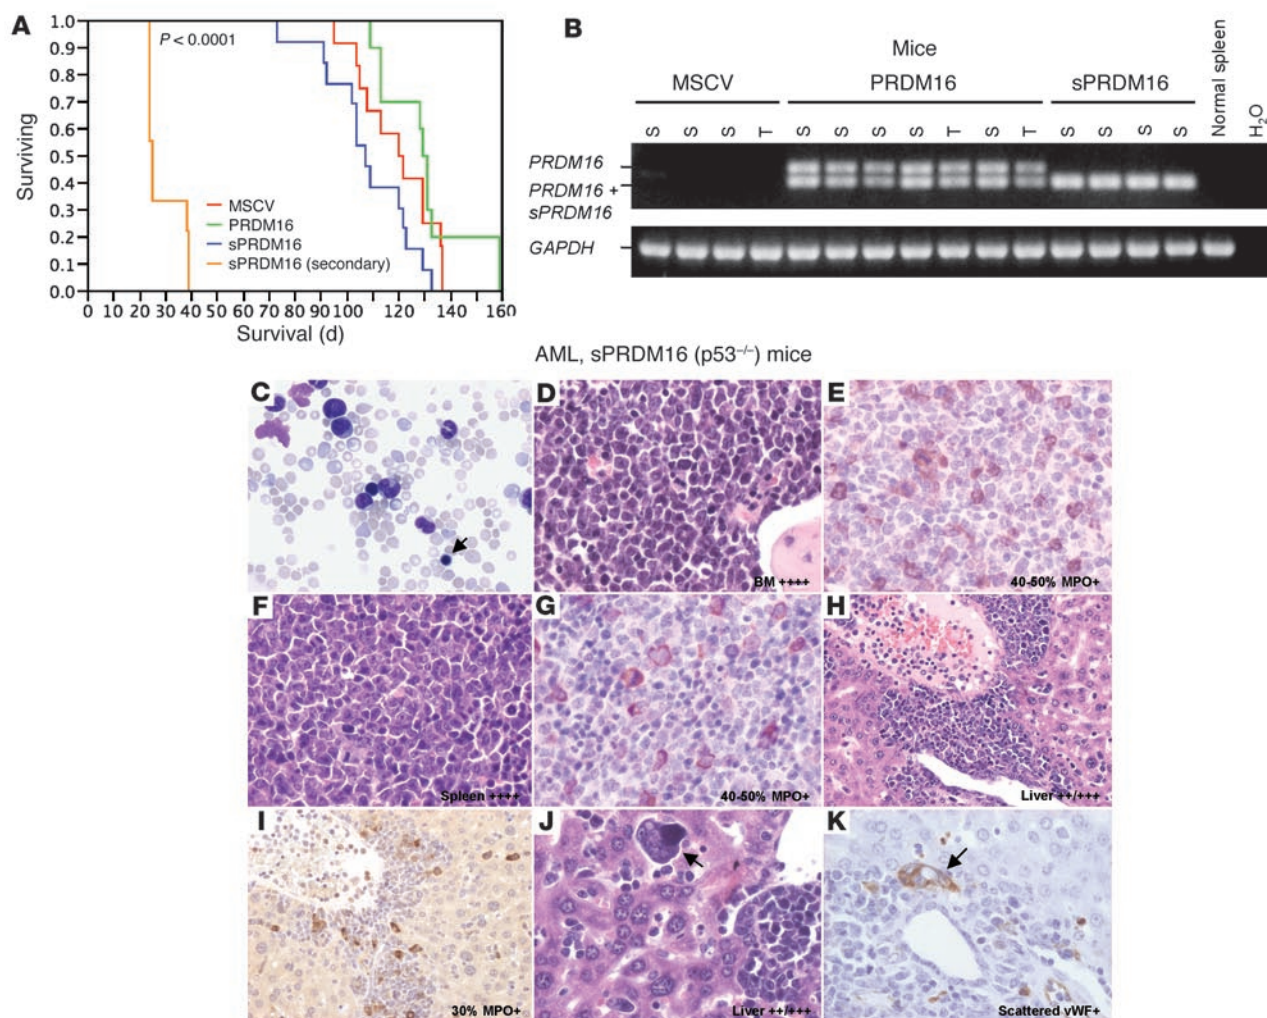 A
P < 0.0001
Surviving
1.0
0.9
0.8
0.7
0.6
0.5
0.4
0.3
0.2
0.1
0.0
MSCV
PRDM16
sPRDM16
sPRDM16 (secondary)
0 10 20 30 40 50 60 70 80 90 100 120 140 160
Survival (d)
B
Mice
MSCV PRDM16 sPRDM16 Normal spleen H2O
S S S T S S S S T S T S S S S
PRDM16
PRDM16 +
sPRDM16
GAPDH
AML, sPRDM16 (p53–/–) mice
C
D
BM ++++
E
40-50% MPO+
F
Spleen ++++
G
40-50% MPO+
H
Liver ++/+++
I
30% MPO+
J
Liver ++/+++
K
Scattered vWF+